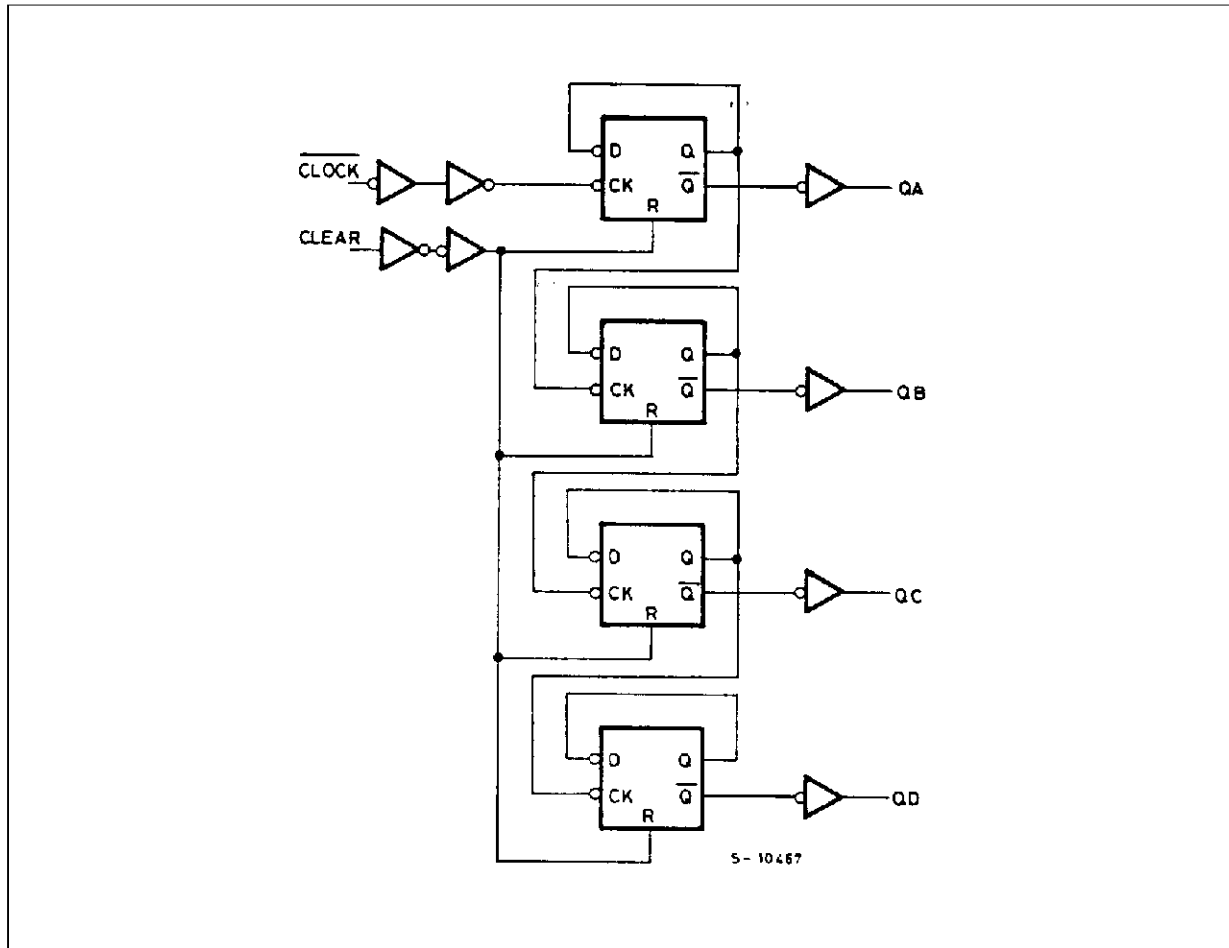 D Q
CLOCK
CK Q QA
R
CLEAR
D Q
CK Q QB
R
D Q
CK Q QC
R
D Q
CK Q QD
R
S-10467